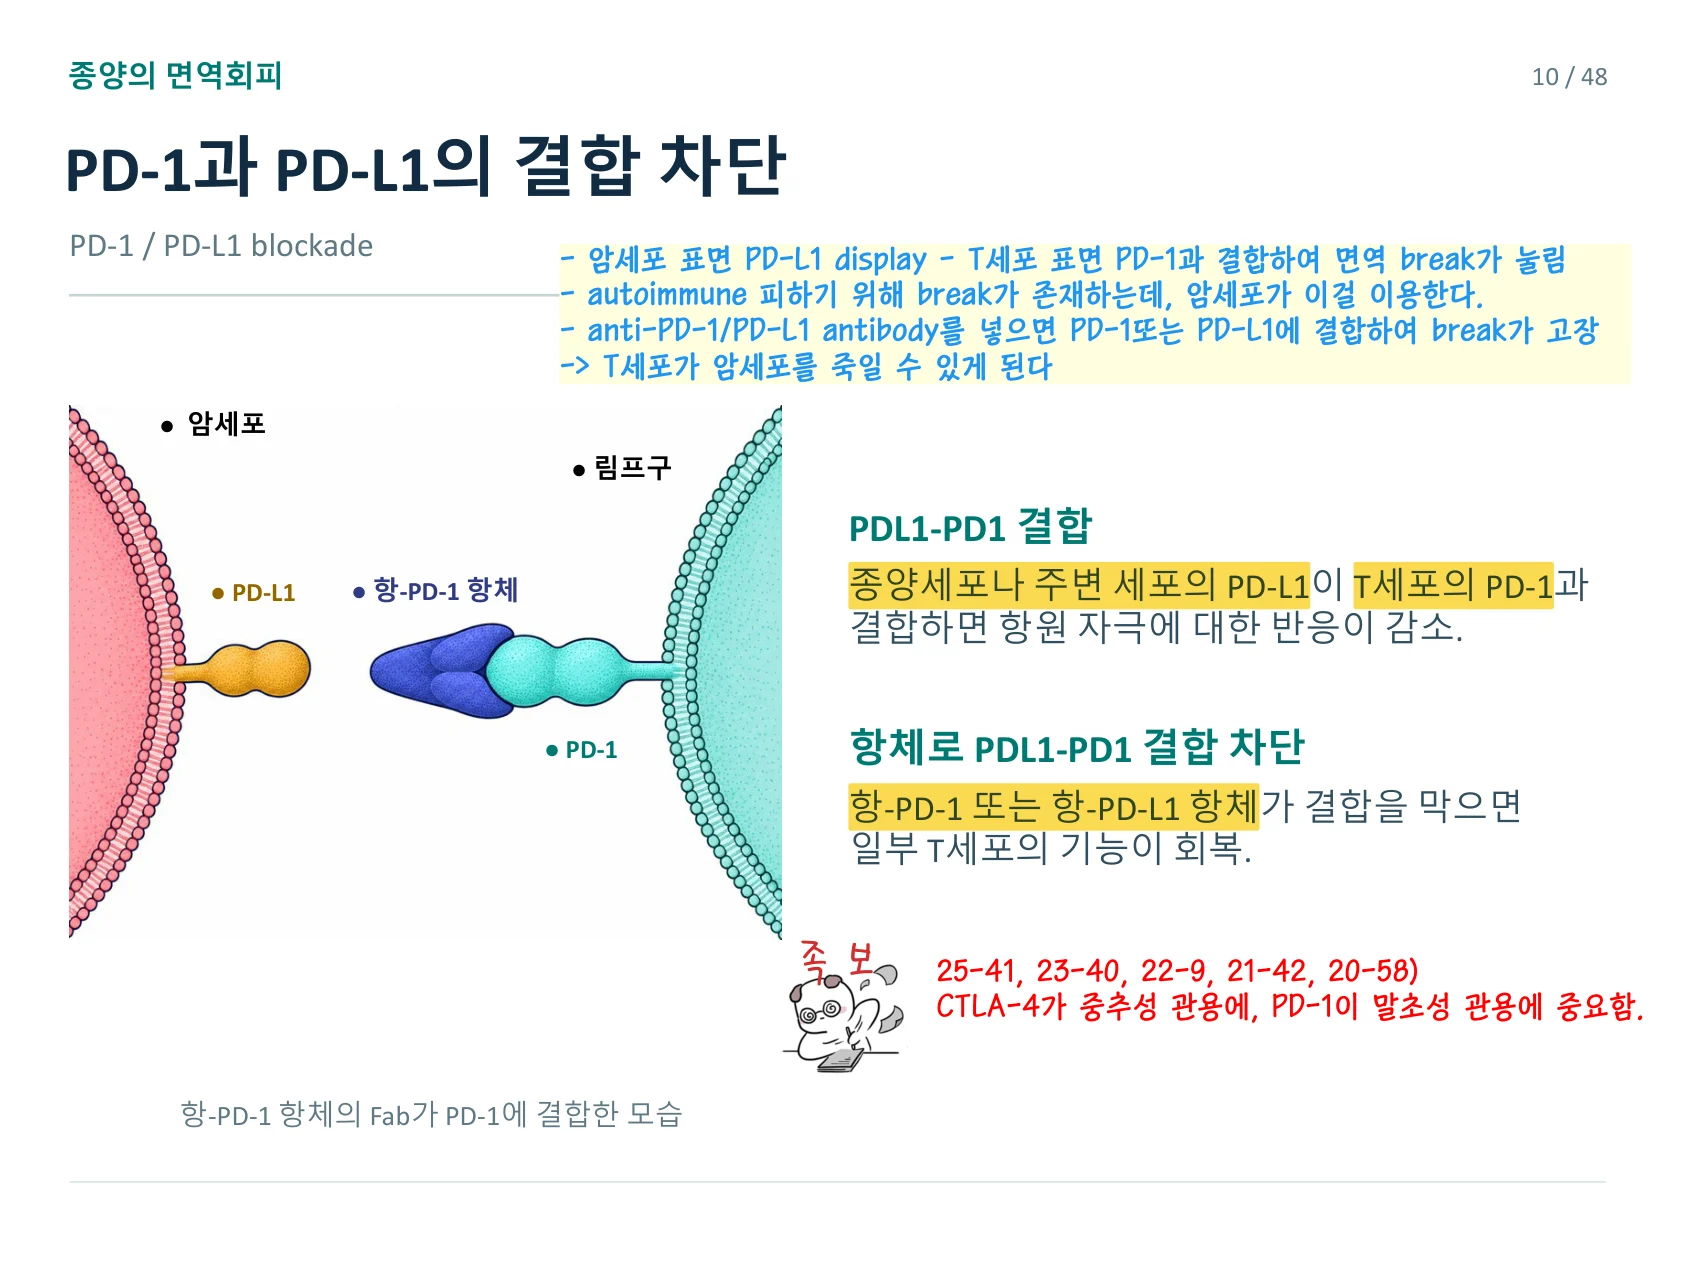 종양의 면역회피
10 / 48
PD-1과 PD-L1의 결합 차단
PD-1 / PD-L1 blockade
- 암세포 표면 PD-L1 display - T세포 표면 PD-1과 결합하여 면역 break가 눌림
- autoimmune 피하기 위해 break가 존재하는데, 암세포가 이걸 이용한다.
- anti-PD-1/PD-L1 antibody를 넣으면 PD-1또는 PD-L1에 결합하여 break가 고장
-> T세포가 암세포를 죽일 수 있게 된다
• 암세포
• 림프구
• PD-L1
• 항-PD-1 항체
• PD-1
PDL1-PD1 결합
종양세포나 주변 세포의 PD-L1이 T세포의 PD-1과
결합하면 항원 자극에 대한 반응이 감소.
항체로 PDL1-PD1 결합 차단
항-PD-1 또는 항-PD-L1 항체가 결합을 막으면
일부 T세포의 기능이 회복.
족 보
25-41, 23-40, 22-9, 21-42, 20-58)
CTLA-4가 중추성 관용에, PD-1이 말초성 관용에 중요함.
항-PD-1 항체의 Fab가 PD-1에 결합한 모습